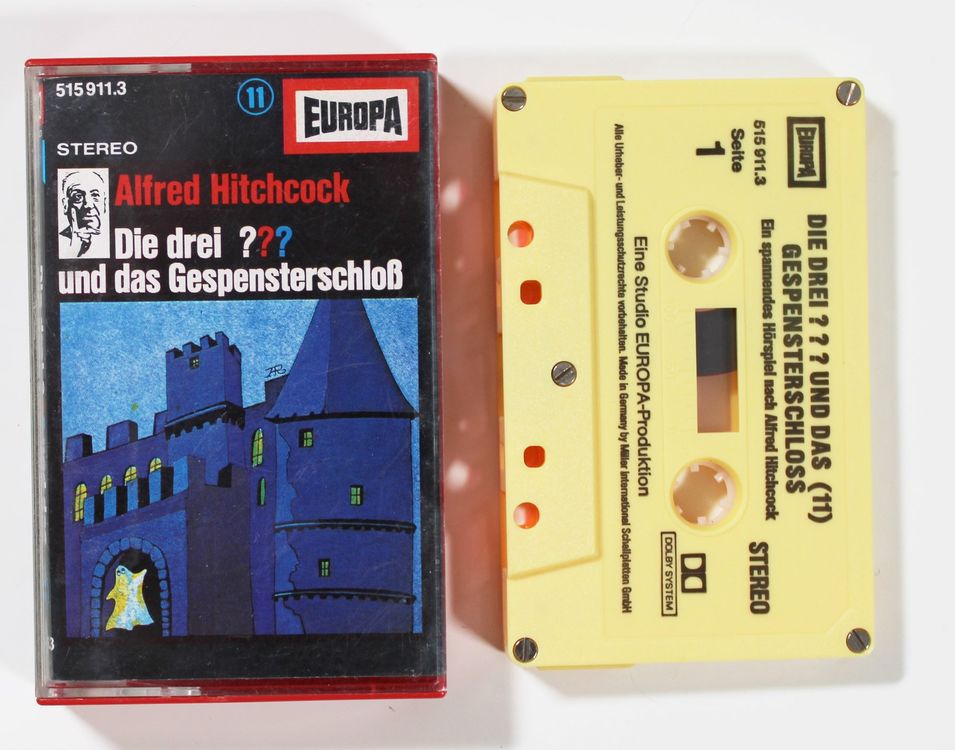 515 911.3
11
EUROPA
STEREO
Alfred Hitchcock
Die drei ???
und das Gespensterschloß
EUROPA
515 911.3
Seite
1
DIE DREI ? ? ? UND DAS (11)
GESPENSTERSCHLOSS
Ein spannendes Hörspiel nach Alfred Hitchcock
STEREO
DOLBY SYSTEM
Eine Studio EUROPA-Produktion
Alle Urheber- und Leistungsschutzrechte vorbehalten. Made in Germany by Miller International Schallplatten GmbH